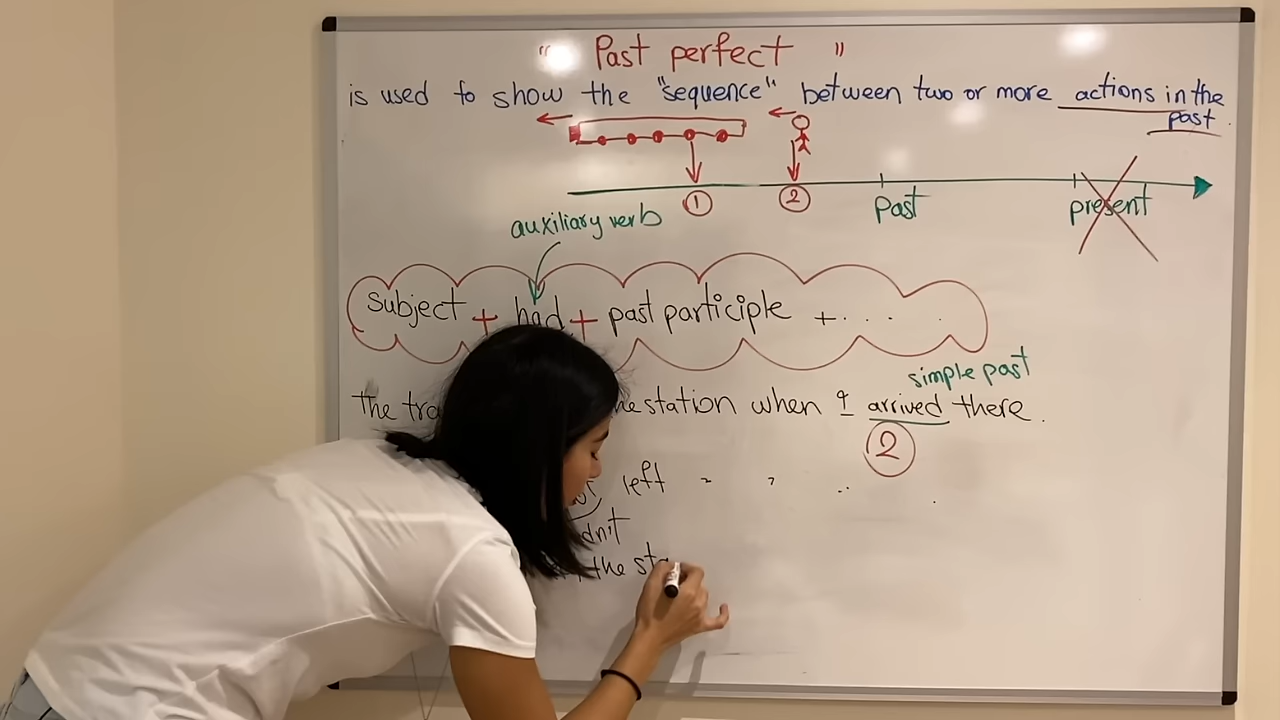 " Past perfect "
is used to show the "sequence" between two or more actions in the
past.
1 2 past present
auxiliary verb
subject + had + past participle + . . . .
simple past
the station when I arrived there.
2
left " " " .
the